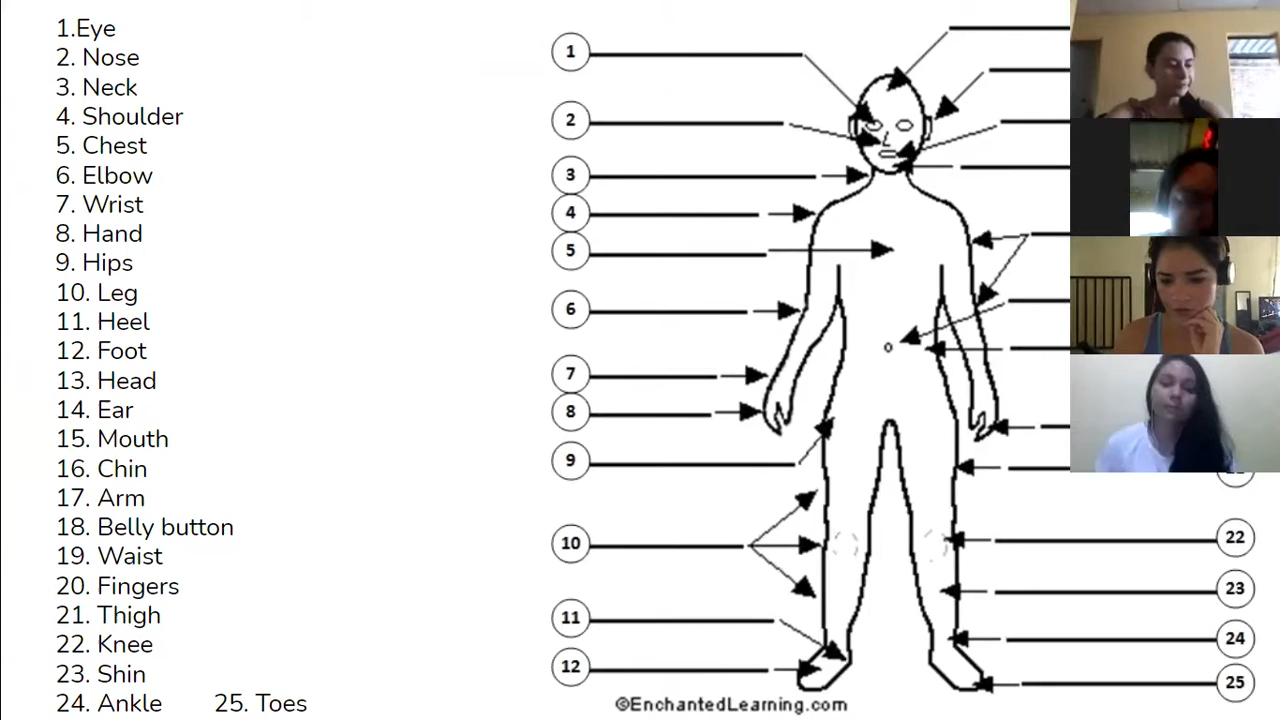 1.Eye
2. Nose
3. Neck
4. Shoulder
5. Chest
6. Elbow
7. Wrist
8. Hand
9. Hips
10. Leg
11. Heel
12. Foot
13. Head
14. Ear
15. Mouth
16. Chin
17. Arm
18. Belly button
19. Waist
20. Fingers
21. Thigh
22. Knee
23. Shin
24. Ankle 25. Toes
1
2
3
4
5
6
7
8
9
10
11
12
22
23
24
25
©EnchantedLearning.com